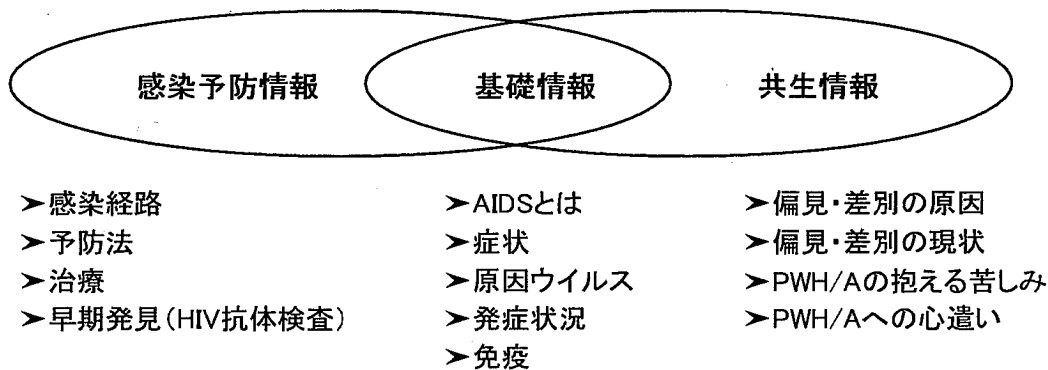 感染予防情報
基礎情報
共生情報
➤感染経路
➤予防法
➤治療
➤早期発見(HIV抗体検査)
➤AIDSとは
➤症状
➤原因ウイルス
➤発症状況
➤免疫
➤偏見・差別の原因
➤偏見・差別の現状
➤PWH/Aの抱える苦しみ
➤PWH/Aへの心遣い